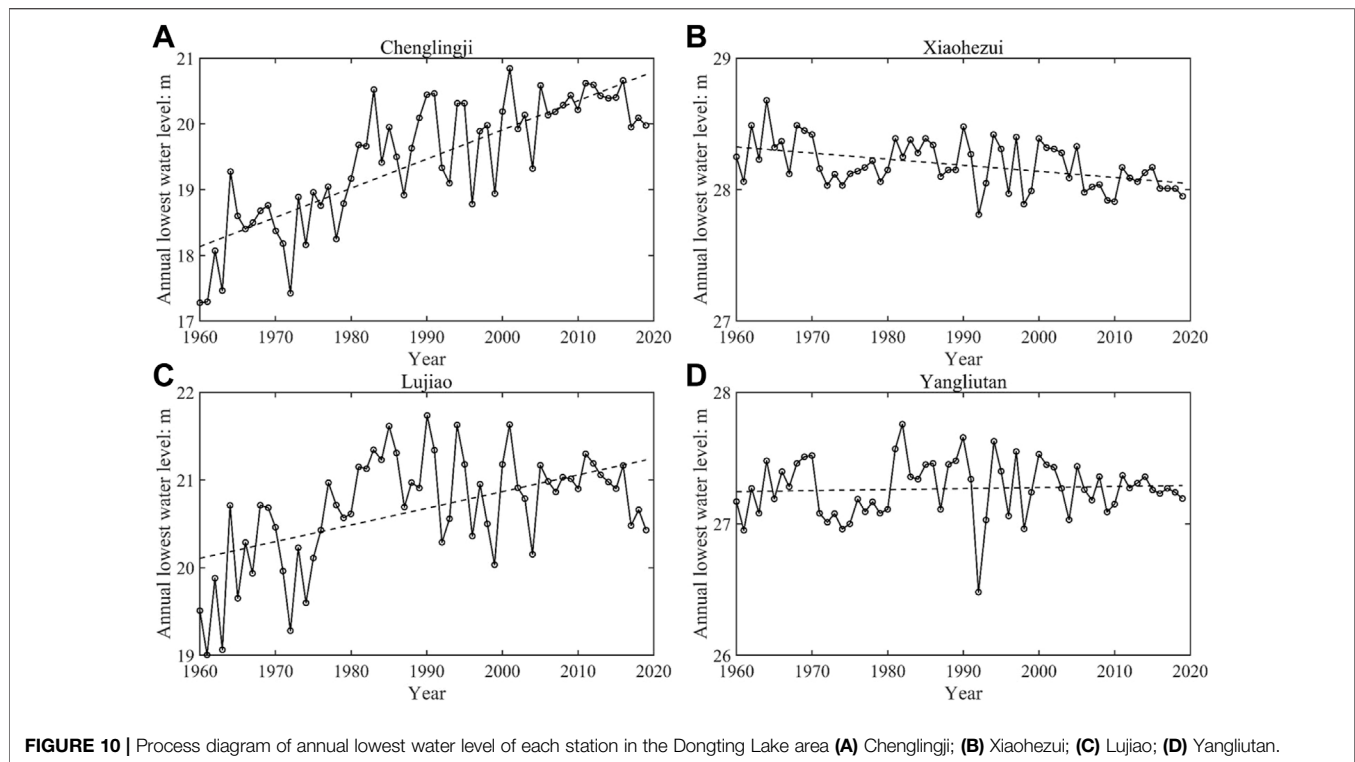 A
Chenglingji
21
20
19
18
17
Annual lowest water level: m
1960 1970 1980 1990 2000 2010 2020
Year
B
Xiaohezui
29
28
27
Annual lowest water level: m
1960 1970 1980 1990 2000 2010 2020
Year
C
Lujiao
22
21
20
19
Annual lowest water level: m
1960 1970 1980 1990 2000 2010 2020
Year
D
Yangliutan
28
27
26
Annual lowest water level: m
1960 1970 1980 1990 2000 2010 2020
Year
FIGURE 10 | Process diagram of annual lowest water level of each station in the Dongting Lake area (A) Chenglingji; (B) Xiaohezui; (C) Lujiao; (D) Yangliutan.